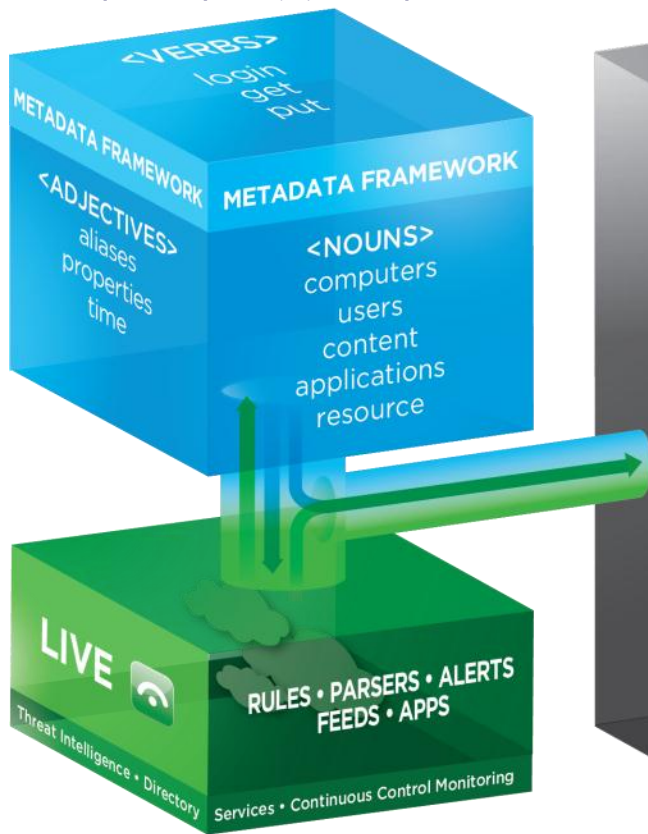 <VERBS>
login
get
put
METADATA FRAMEWORK
<ADJECTIVES>
aliases
properties
time
METADATA FRAMEWORK
<NOUNS>
computers
users
content
applications
resource
LIVE
Threat Intelligence • Directory
RULES • PARSERS • ALERTS
FEEDS • APPS
Services • Continuous Control Monitoring